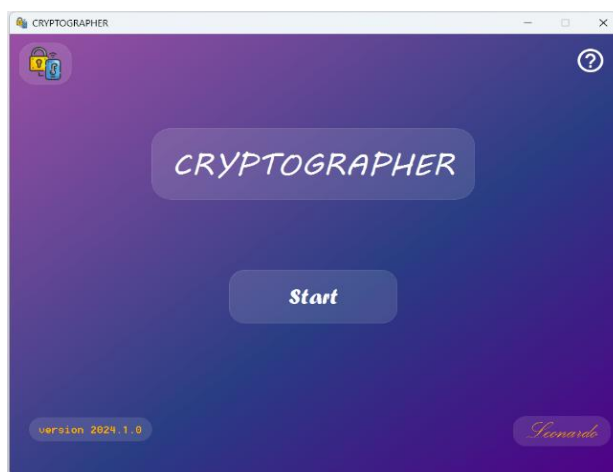 CRYPTOGRAPHER
?
CRYPTOGRAPHER
Start
version 2024.1.0
Leonardo